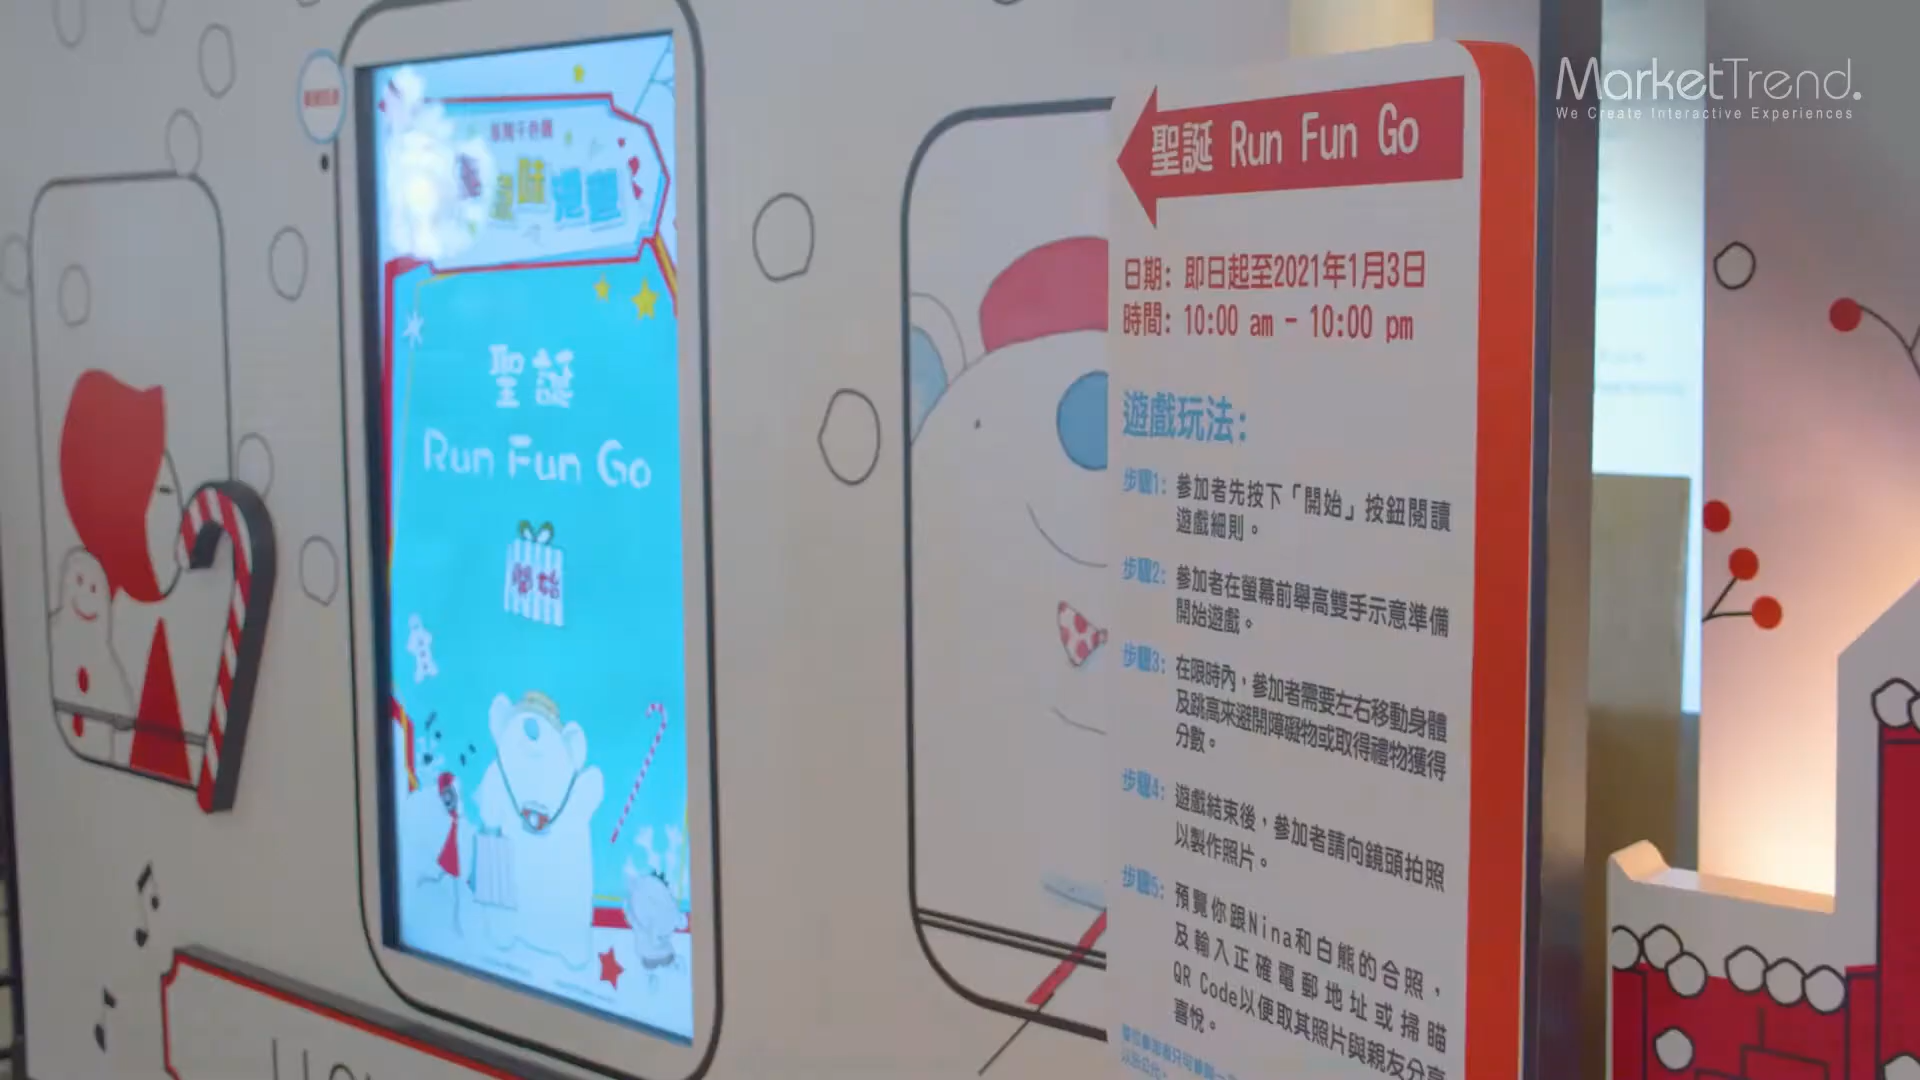 MarketTrend.
We Create Interactive Experiences
聖誕 Run Fun Go
日期: 即日起至2021年1月3日
時間: 10:00 am - 10:00 pm
遊戲玩法:
步驟1: 參加者先按下「開始」按鈕閱讀
遊戲細則。
步驟2: 參加者在螢幕前舉高雙手示意準備
開始遊戲。
步驟3: 在限時內，參加者需要左右移動身體
及跳高來避開障礙物或取得禮物獲得
分數。
步驟4: 遊戲結束後，參加者請向鏡頭拍照
以製作照片。
步驟5: 預覽你跟Nina和白熊的合照，
及輸入正確電郵地址或掃瞄
QR Code以便取其照片與親友分享
喜悅。
聖誕
Run Fun Go
開始